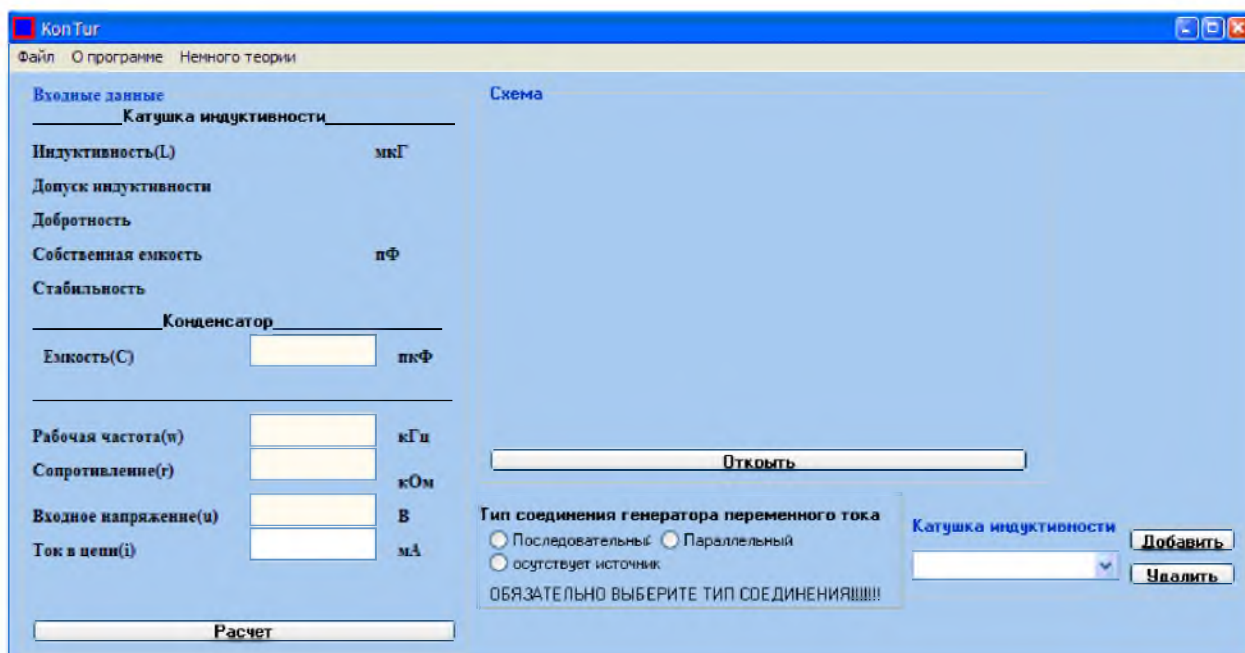 KonTur
Файл О программе Немного теории
Входные данные
Катушка индуктивности
Индуктивность(L) мкГ
Допуск индуктивности
Добротность
Собственная емкость пФ
Стабильность
Конденсатор
Емкость(C) пкФ
Рабочая частота(w) кГц
Сопротивление(r) кОм
Входное напряжение(u) В
Ток в цепи(i) мА
Расчет
Схема
Открыть
Тип соединения генератора переменного тока
Последовательный Параллельный
осутствует источник
ОБЯЗАТЕЛЬНО ВЫБЕРИТЕ ТИП СОЕДИНЕНИЯ!!!!!!!
Катушка индуктивности
Добавить
Удалить